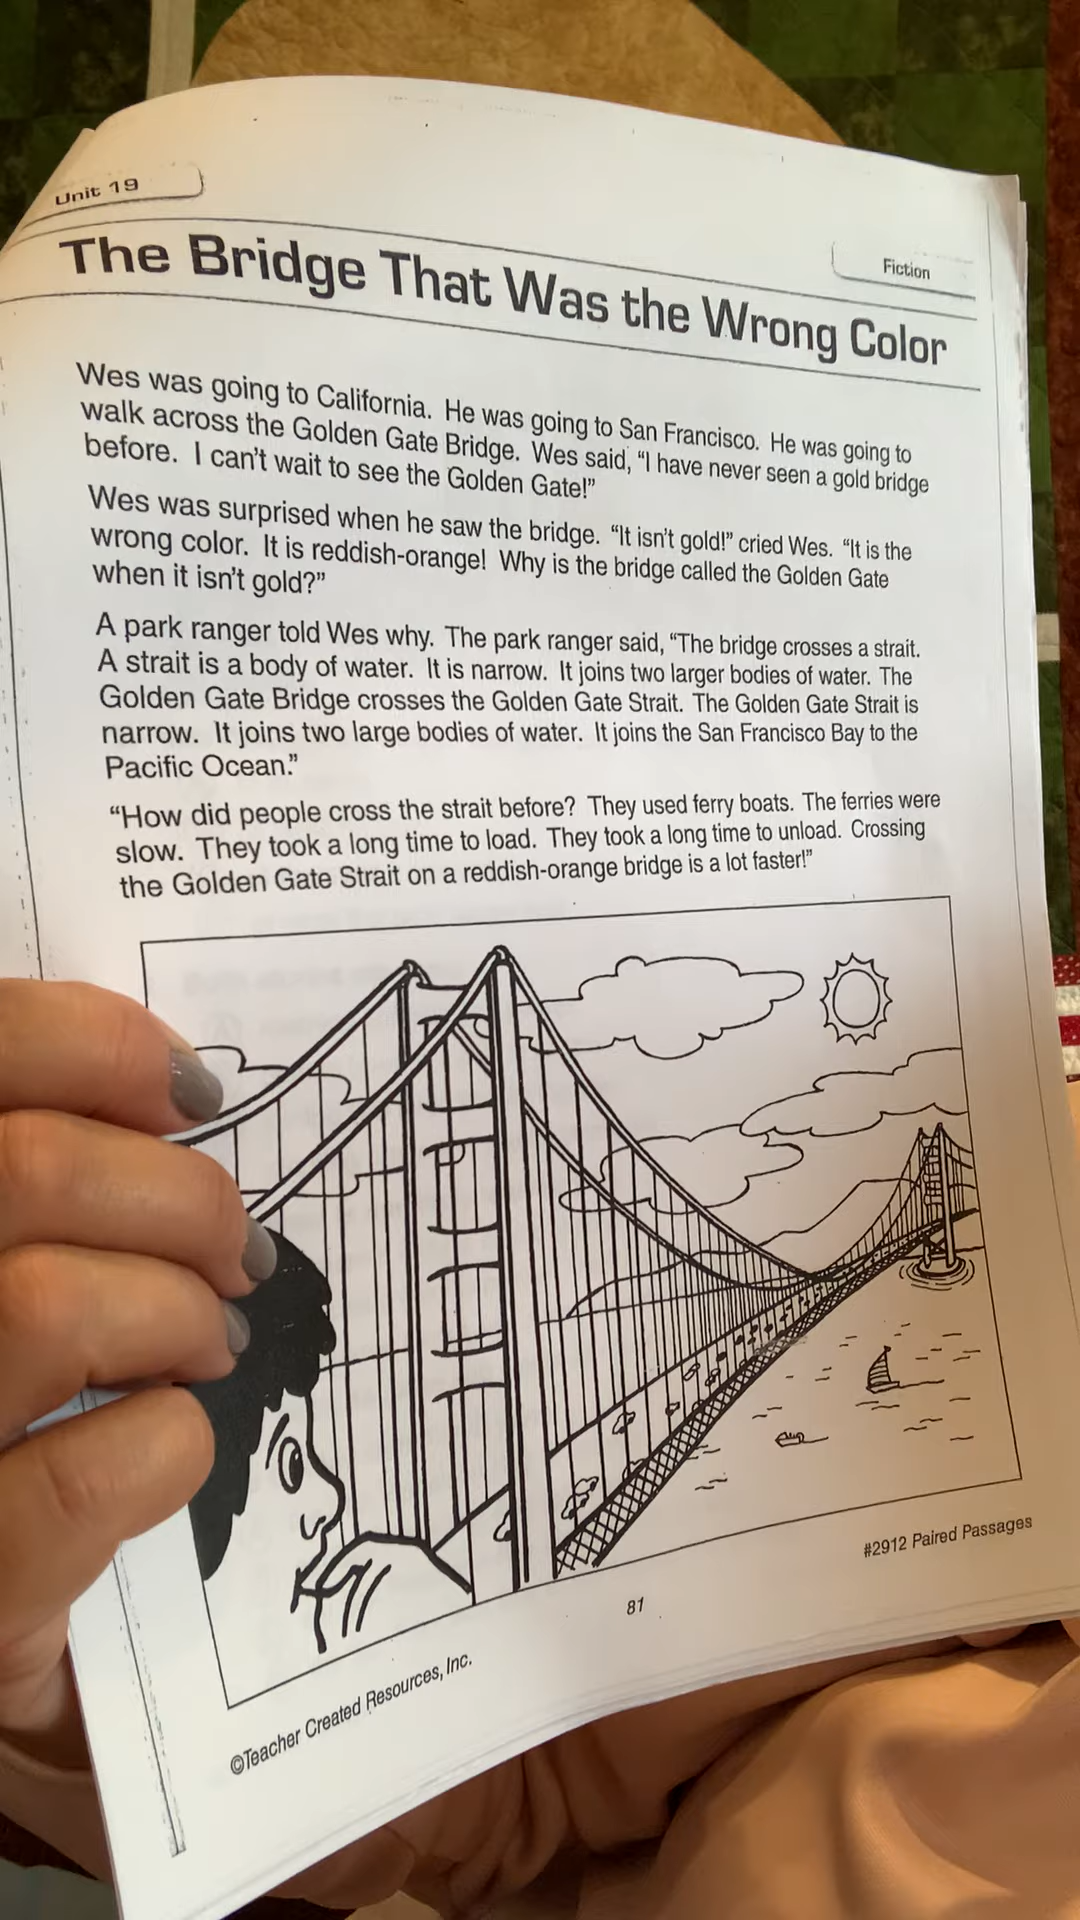 Unit 19
Fiction
The Bridge That Was the Wrong Color
Wes was going to California. He was going to San Francisco. He was going to
walk across the Golden Gate Bridge. Wes said, “I have never seen a gold bridge
before. I can’t wait to see the Golden Gate!”
Wes was surprised when he saw the bridge. “It isn’t gold!” cried Wes. “It is the
wrong color. It is reddish-orange! Why is the bridge called the Golden Gate
when it isn’t gold?”
A park ranger told Wes why. The park ranger said, “The bridge crosses a strait.
A strait is a body of water. It is narrow. It joins two larger bodies of water. The
Golden Gate Bridge crosses the Golden Gate Strait. The Golden Gate Strait is
narrow. It joins two large bodies of water. It joins the San Francisco Bay to the
Pacific Ocean.”
“How did people cross the strait before? They used ferry boats. The ferries were
slow. They took a long time to load. They took a long time to unload. Crossing
the Golden Gate Strait on a reddish-orange bridge is a lot faster!”
©Teacher Created Resources, Inc.
81
#2912 Paired Passages